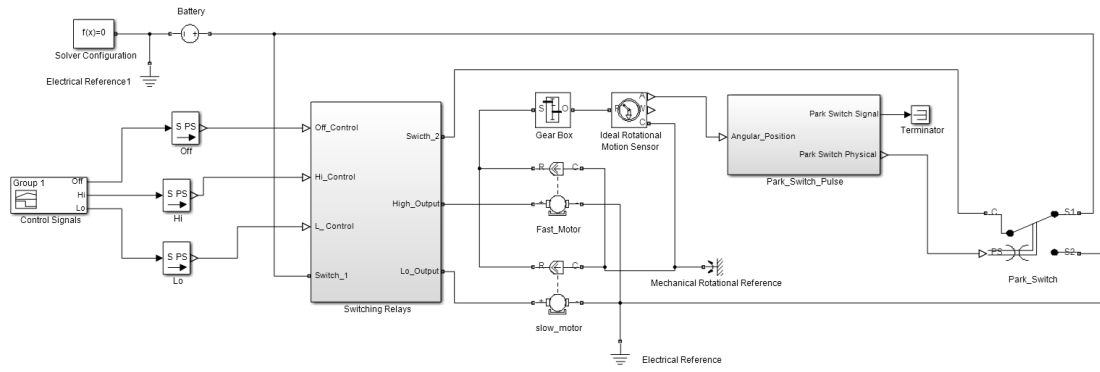 Battery
f(x)=0
- +
Solver Configuration
Electrical Reference1
S PS
Off
Group 1
Off
Hi
Lo
Control Signals
S PS
Hi
S PS
Lo
Off_Control
Hi_Control
L_ Control
Switch_1
Swicth_2
High_Output
Lo_Output
Switching Relays
S O
Gear Box
R A W C
Ideal Rotational
Motion Sensor
R C
+ -
Fast_Motor
R C
+ -
slow_motor
Mechanical Rotational Reference
Electrical Reference
Angular_Position
Park Switch Signal
Park Switch Physical
Park_Switch_Pulse
Terminator
C S1
PS S2
Park_Switch